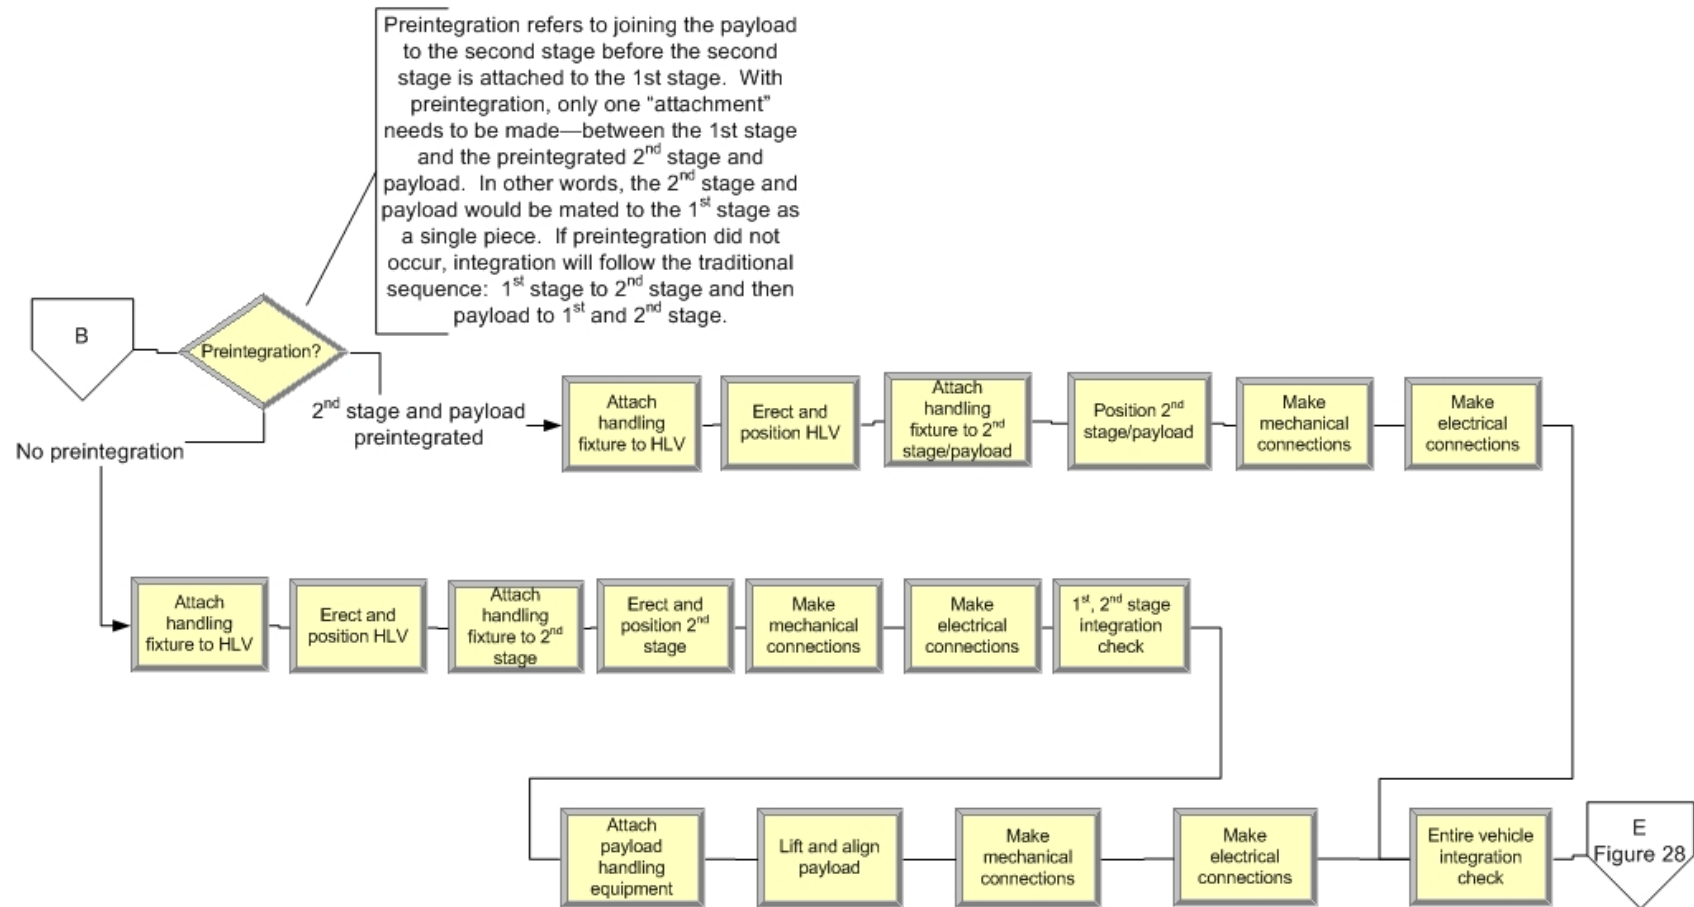 Preintegration refers to joining the payload
to the second stage before the second
stage is attached to the 1st stage.  With
preintegration, only one “attachment”
needs to be made—between the 1st stage
and the preintegrated 2nd stage and
payload.  In other words, the 2nd stage and
payload would be mated to the 1st stage as
a single piece.  If preintegration did not
occur, integration will follow the traditional
sequence:  1st stage to 2nd stage and then
payload to 1st and 2nd stage.
B
Preintegration?
2nd stage and payload
preintegrated
Attach
handling
fixture to HLV
Erect and
position HLV
Attach
handling
fixture to 2nd
stage/payload
Position 2nd
stage/payload
Make
mechanical
connections
Make
electrical
connections
No preintegration
Attach
handling
fixture to HLV
Erect and
position HLV
Attach
handling
fixture to 2nd
stage
Erect and
position 2nd
stage
Make
mechanical
connections
Make
electrical
connections
1st, 2nd stage
integration
check
Attach
payload
handling
equipment
Lift and align
payload
Make
mechanical
connections
Make
electrical
connections
Entire vehicle
integration
check
E
Figure 28